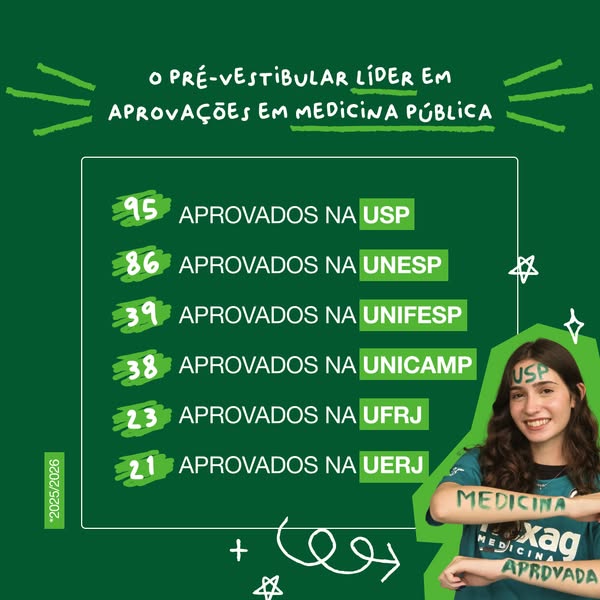 O PRÉ-VESTIBULAR LÍDER EM
APROVAÇÕES EM MEDICINA PÚBLICA
95 APROVADOS NA USP
86 APROVADOS NA UNESP
39 APROVADOS NA UNIFESP
38 APROVADOS NA UNICAMP
23 APROVADOS NA UFRJ
21 APROVADOS NA UERJ
*2025/2026
USP
MEDICINA
MEDICINA
APROVADA